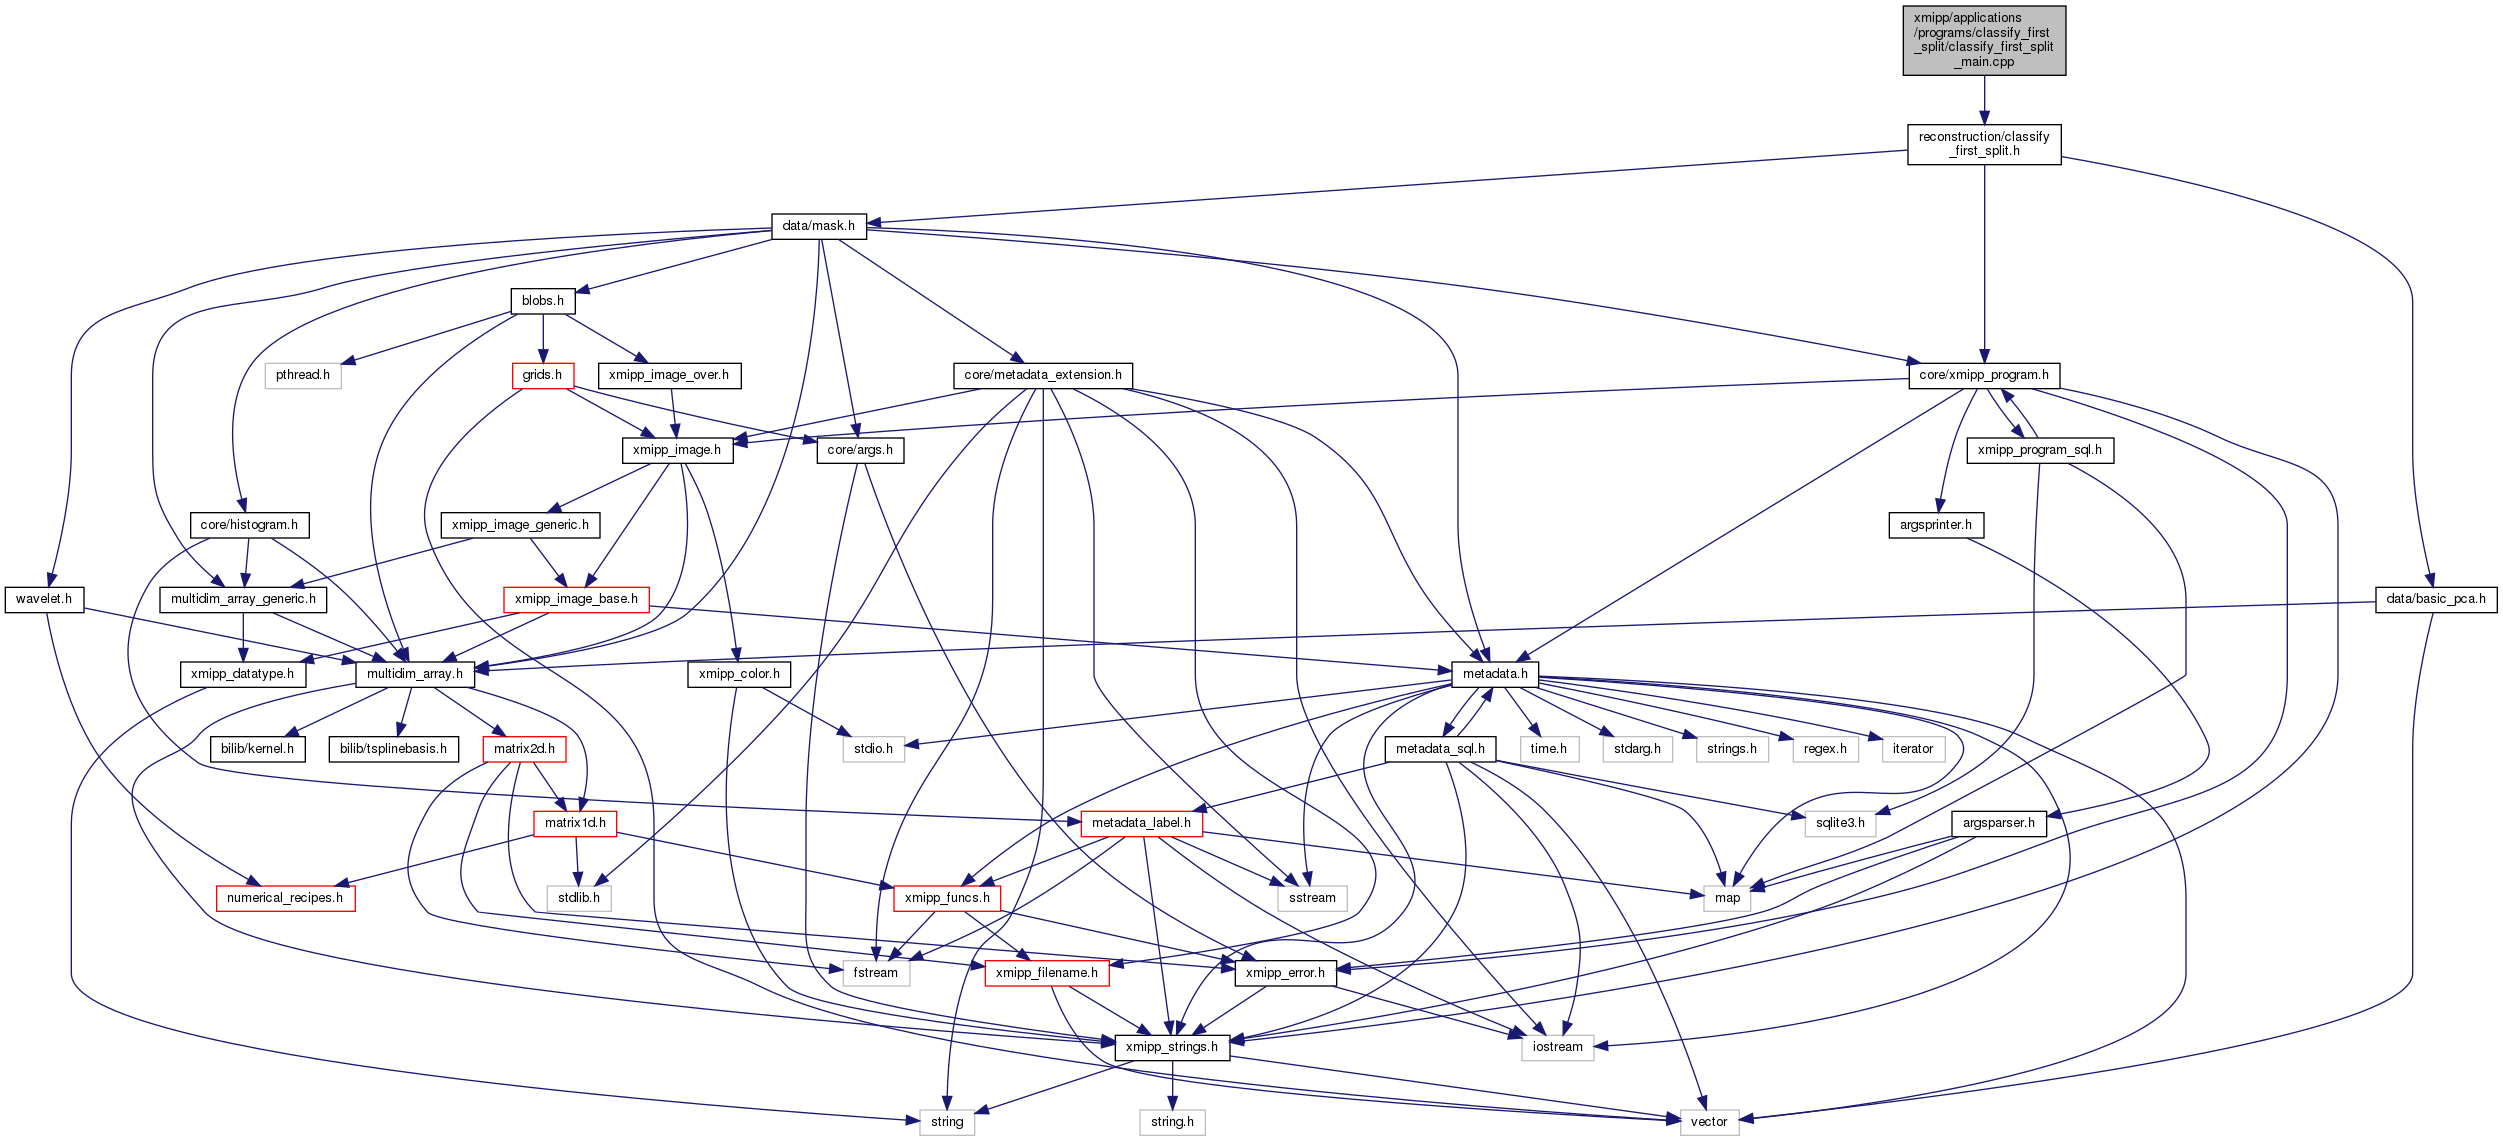 xmipp/applications
/programs/classify_first
_split/classify_first_split
_main.cpp
reconstruction/classify
_first_split.h
data/mask.h
blobs.h
pthread.h
grids.h
xmipp_image_over.h
core/metadata_extension.h
core/xmipp_program.h
xmipp_image.h
core/args.h
xmipp_program_sql.h
core/histogram.h
xmipp_image_generic.h
argsprinter.h
wavelet.h
multidim_array_generic.h
xmipp_image_base.h
data/basic_pca.h
xmipp_datatype.h
multidim_array.h
xmipp_color.h
metadata.h
bilib/kernel.h
bilib/tsplinebasis.h
matrix2d.h
stdio.h
metadata_sql.h
time.h
stdarg.h
strings.h
regex.h
iterator
matrix1d.h
metadata_label.h
sqlite3.h
argsparser.h
numerical_recipes.h
stdlib.h
xmipp_funcs.h
sstream
map
fstream
xmipp_filename.h
xmipp_error.h
xmipp_strings.h
iostream
string
string.h
vector